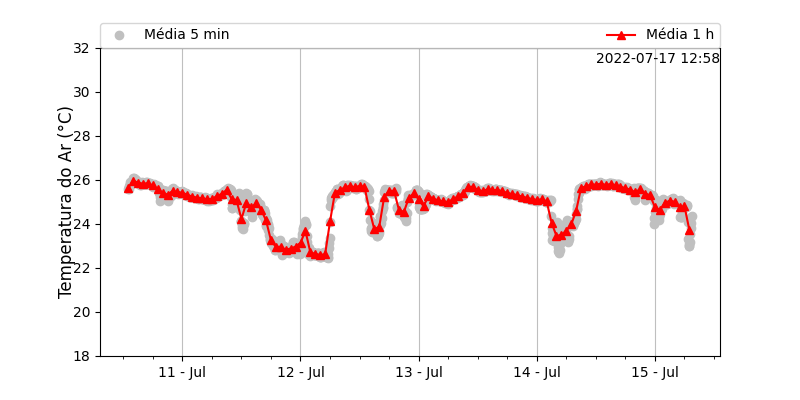 Média 5 min
Média 1 h
2022-07-17 12:58
Temperatura do Ar (°C)
32
30
28
26
24
22
20
18
11 - Jul
12 - Jul
13 - Jul
14 - Jul
15 - Jul